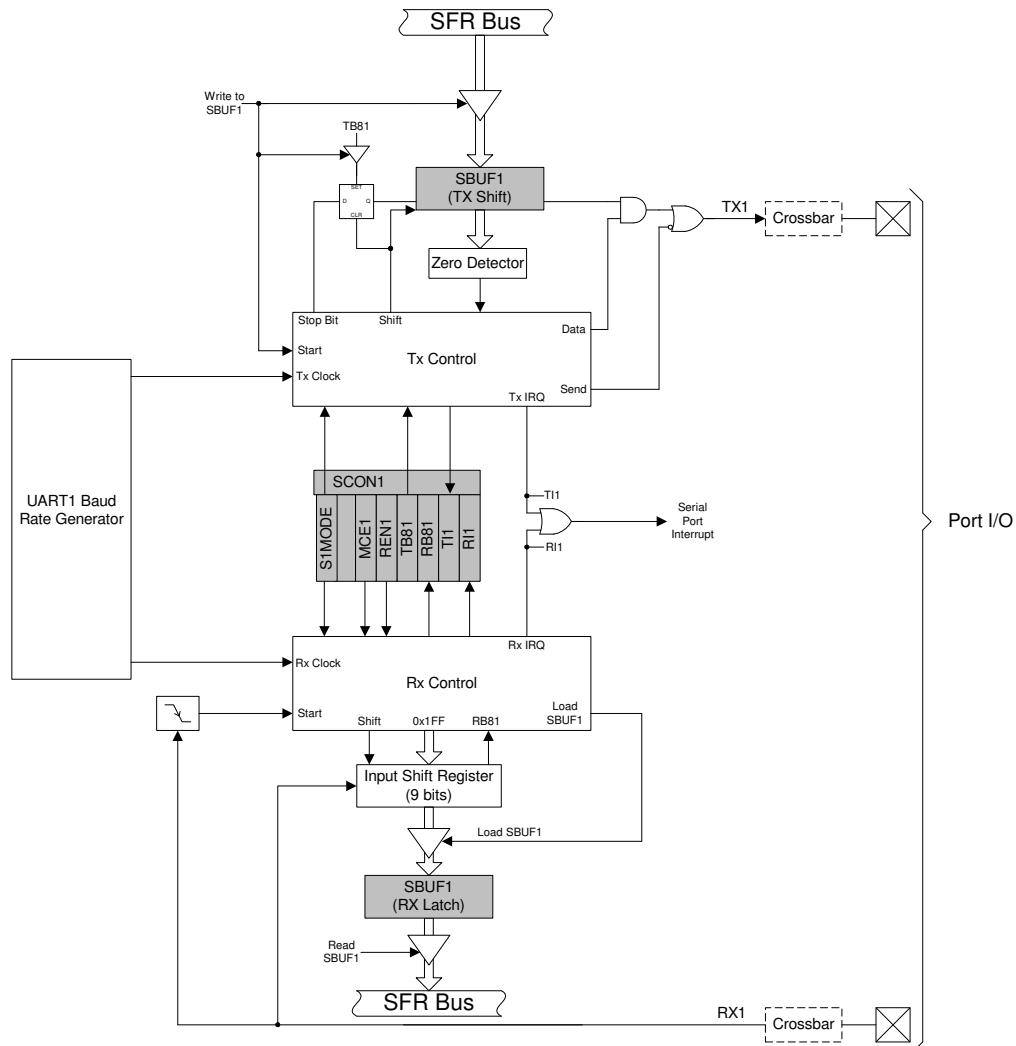 SFR Bus
Write to
SBUF1
TB81
SET
D
Q
CLR
SBUF1
(TX Shift)
TX1
Crossbar
Zero Detector
Stop Bit
Shift
Data
Start
Tx Control
Tx Clock
Send
Tx IRQ
SCON1
UART1 Baud
Rate Generator
S1MODE
MCE1
REN1
TB81
RB81
TI1
RI1
TI1
RI1
Serial
Port
Interrupt
Port I/O
Rx IRQ
Rx Clock
Rx Control
Start
Shift
0x1FF
RB81
Load
SBUF1
Input Shift Register
(9 bits)
Load SBUF1
SBUF1
(RX Latch)
Read
SBUF1
SFR Bus
RX1
Crossbar